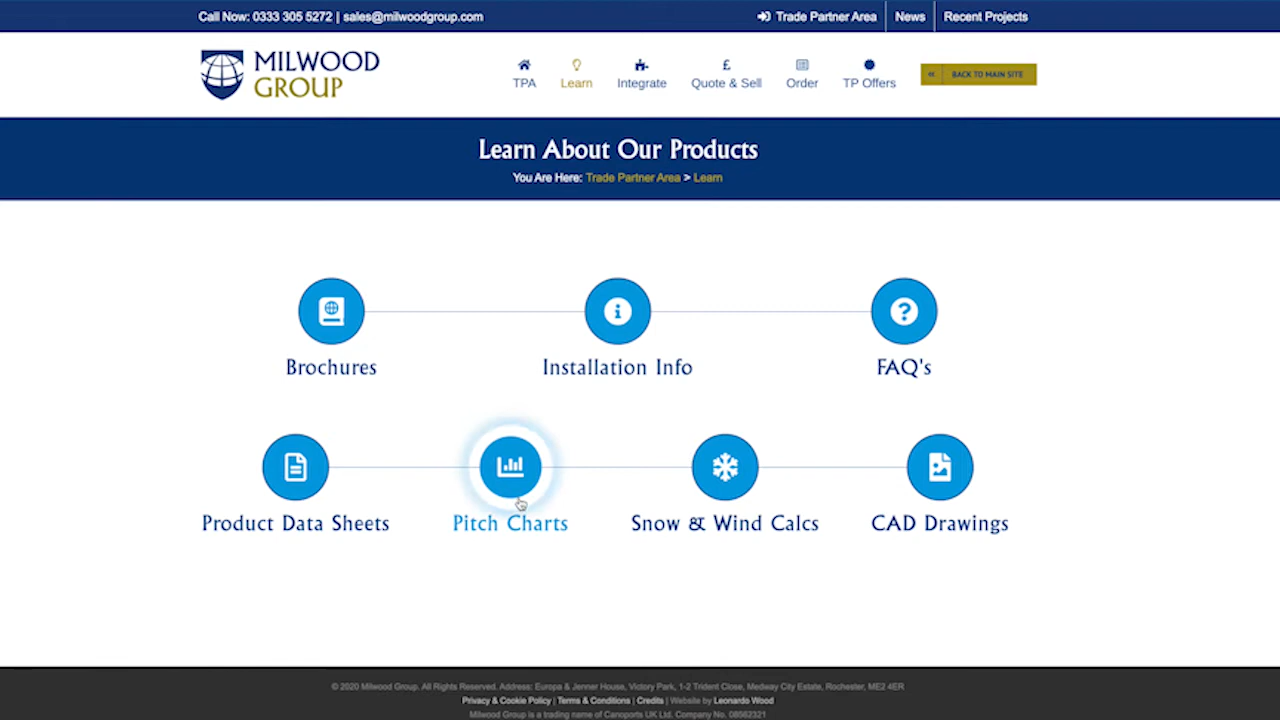 Call Now: 0333 305 5272 | sales@milwoodgroup.com
Trade Partner Area
News
Recent Projects
MILWOOD
GROUP
TPA
Learn
Integrate
Quote & Sell
Order
TP Offers
BACK TO MAIN SITE
Learn About Our Products
You Are Here: Trade Partner Area > Learn
Brochures
Installation Info
FAQ's
Product Data Sheets
Pitch Charts
Snow & Wind Calcs
CAD Drawings
© 2020 Milwood Group. All Rights Reserved. Address: Europa & Jenner House, Victory Park, 1-2 Trident Close, Medway City Estate, Rochester, ME2 4ER
Privacy & Cookie Policy | Terms & Conditions | Credits | Website by Leonardo Wood
Milwood Group is a trading name of Canoports UK Ltd. Company No. 08562321